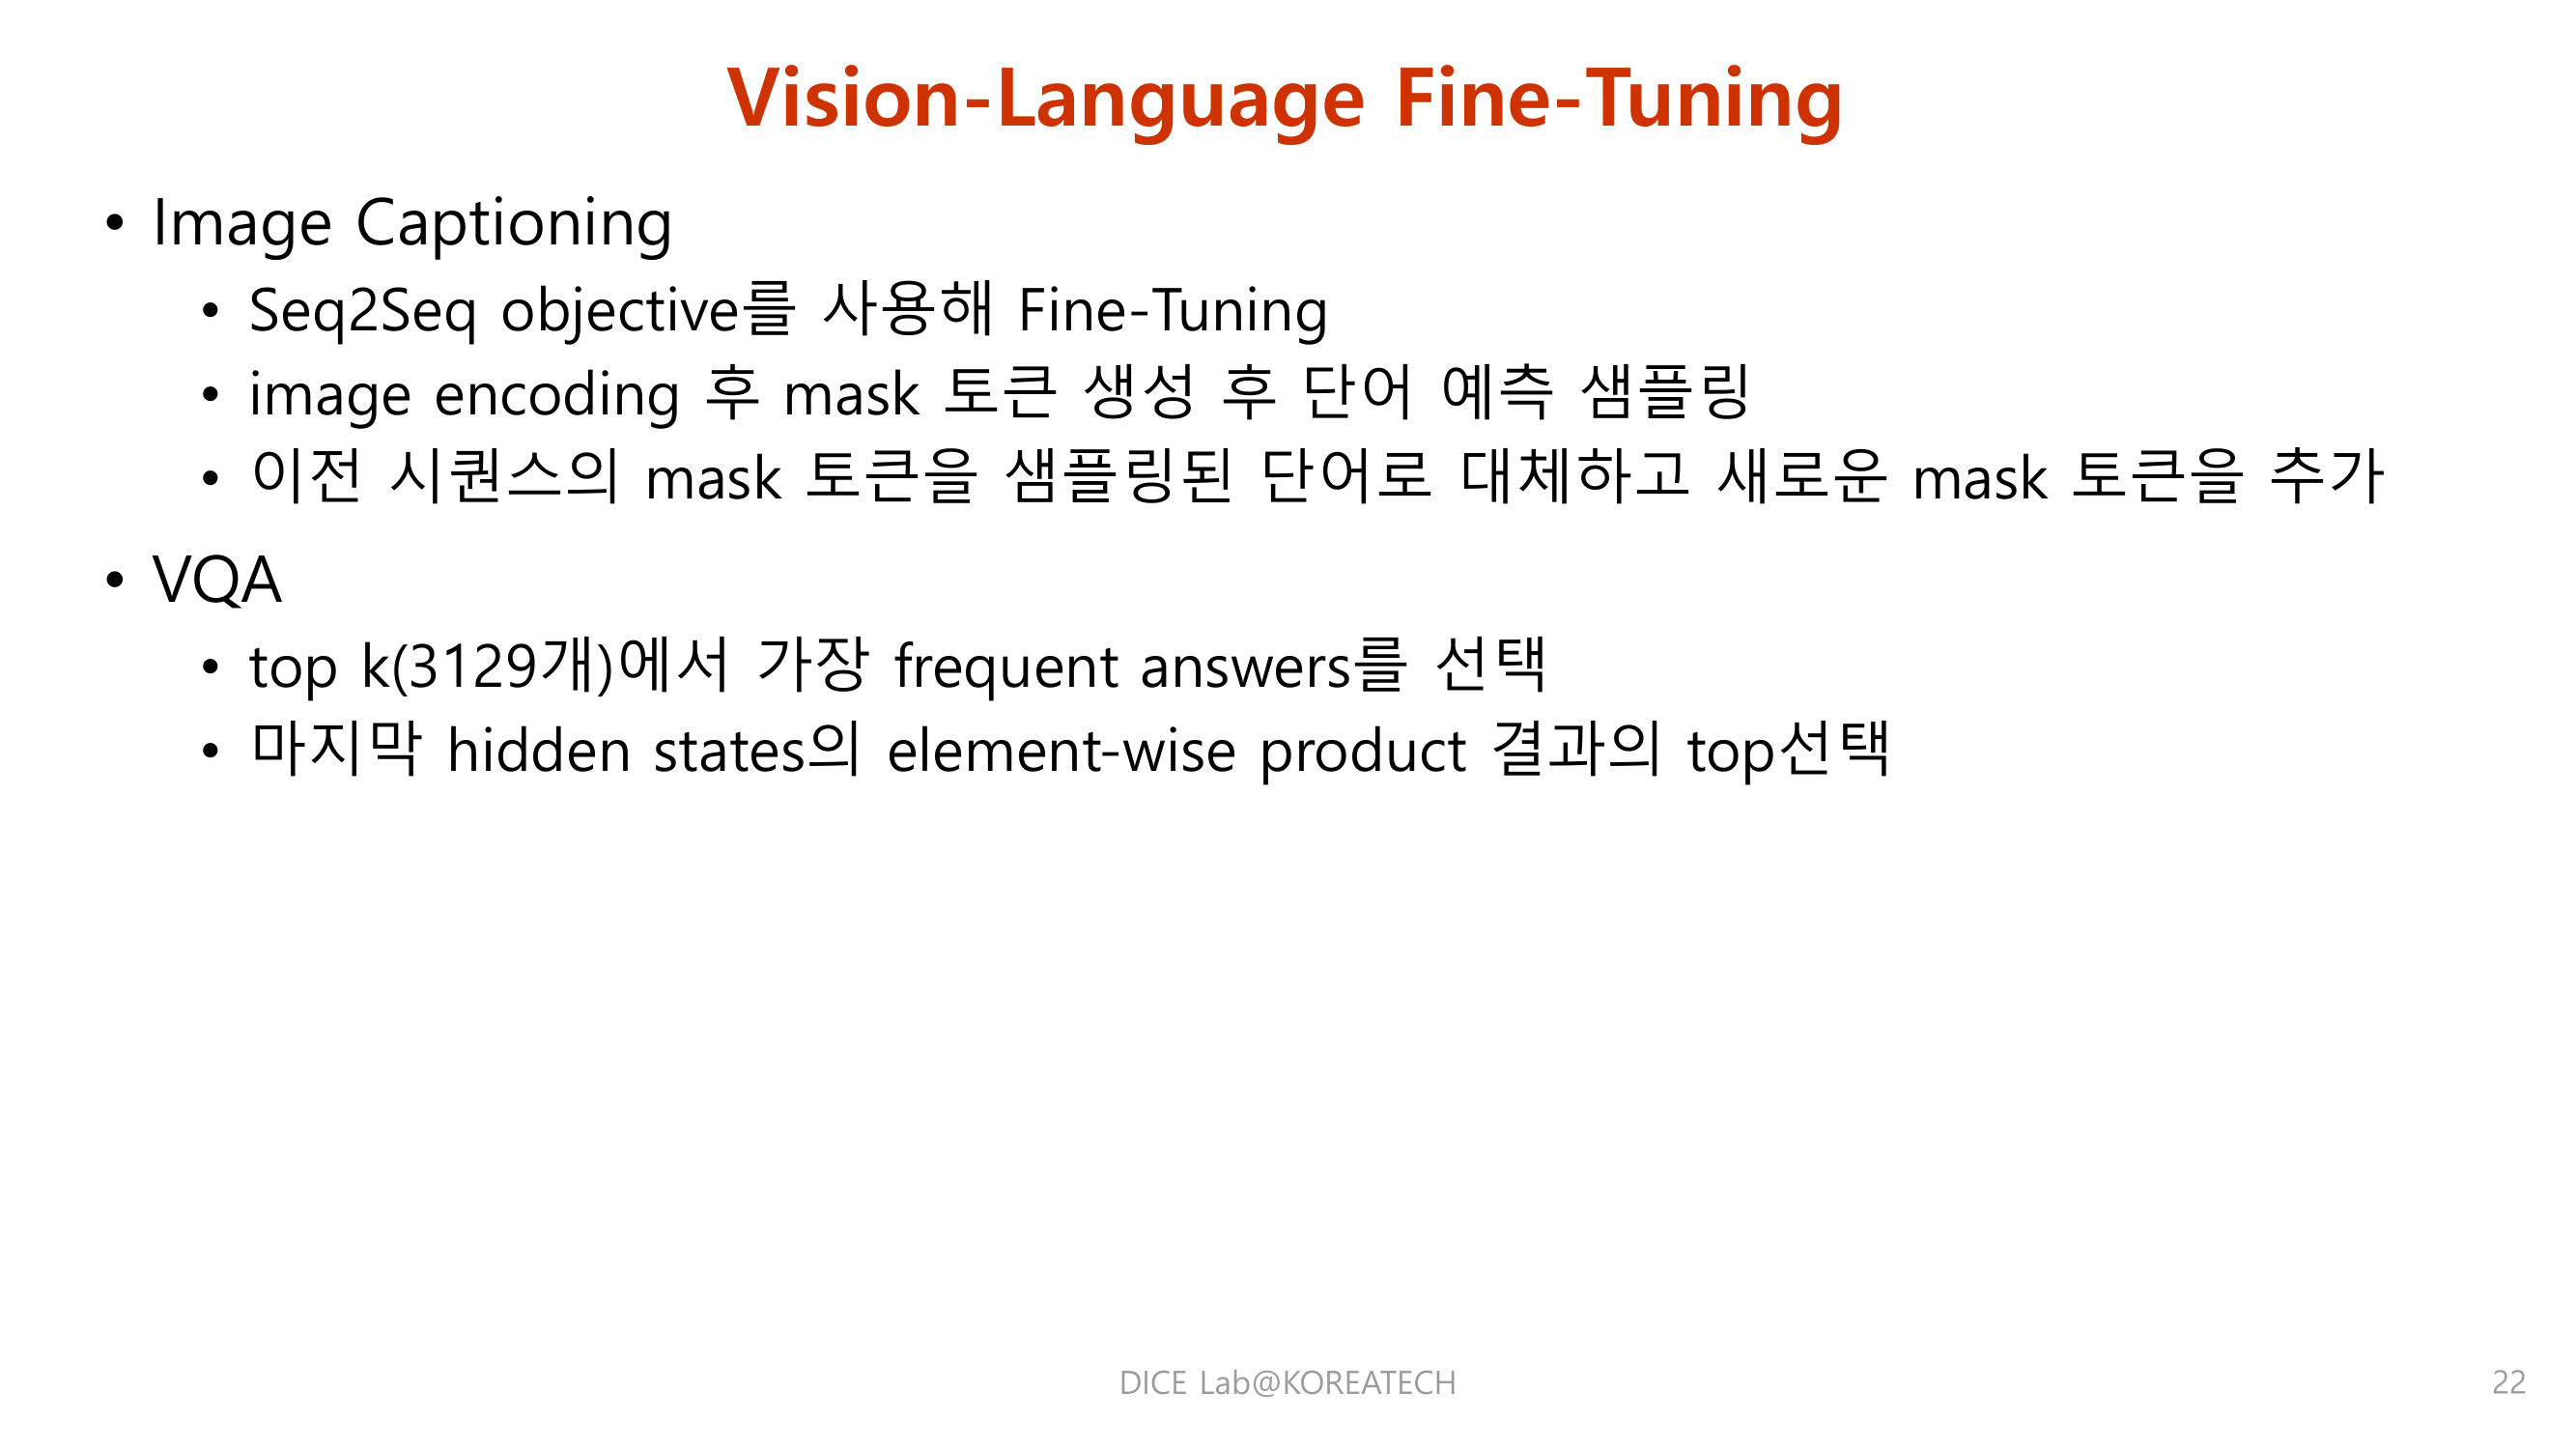 Vision-Language Fine-Tuning
• Image Captioning
• Seq2Seq objective를 사용해 Fine-Tuning
• image encoding 후 mask 토큰 생성 후 단어 예측 샘플링
• 이전 시퀀스의 mask 토큰을 샘플링된 단어로 대체하고 새로운 mask 토큰을 추가
• VQA
• top k(3129개)에서 가장 frequent answers를 선택
• 마지막 hidden states의 element-wise product 결과의 top선택
DICE Lab@KOREATECH
22